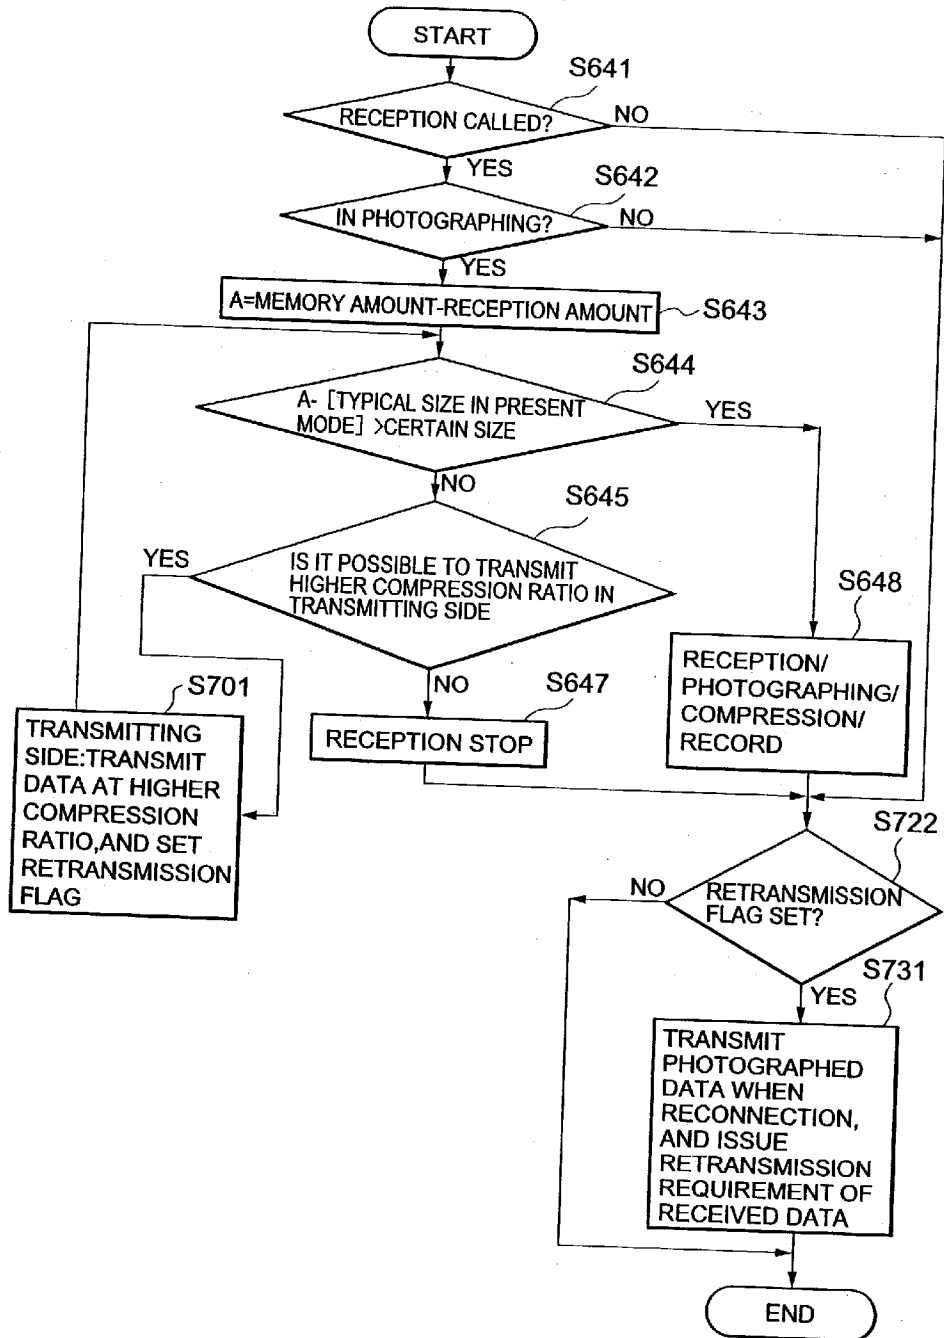 START
S641
RECEPTION CALLED?
NO
YES
S642
IN PHOTOGRAPHING?
NO
YES
A=MEMORY AMOUNT-RECEPTION AMOUNT
S643
S644
A- [TYPICAL SIZE IN PRESENT
MODE] >CERTAIN SIZE
YES
NO
S645
YES
IS IT POSSIBLE TO TRANSMIT
HIGHER COMPRESSION RATIO IN
TRANSMITTING SIDE
S648
NO
S647
RECEPTION STOP
RECEPTION/
PHOTOGRAPHING/
COMPRESSION/
RECORD
S701
TRANSMITTING
SIDE:TRANSMIT
DATA AT HIGHER
COMPRESSION
RATIO,AND SET
RETRANSMISSION
FLAG
S722
NO
RETRANSMISSION
FLAG SET?
S731
YES
TRANSMIT
PHOTOGRAPHED
DATA WHEN
RECONNECTION,
AND ISSUE
RETRANSMISSION
REQUIREMENT OF
RECEIVED DATA
END